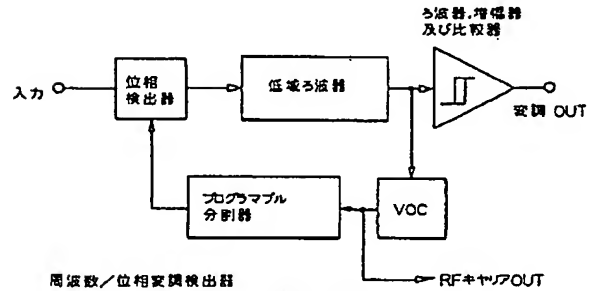 ろ波器,増幅器
及び比較器
位相
検出器
低域ろ波器
入力
変調 OUT
プログラマブル
分割器
VOC
RFキャリアOUT
周波数/位相変調検出器